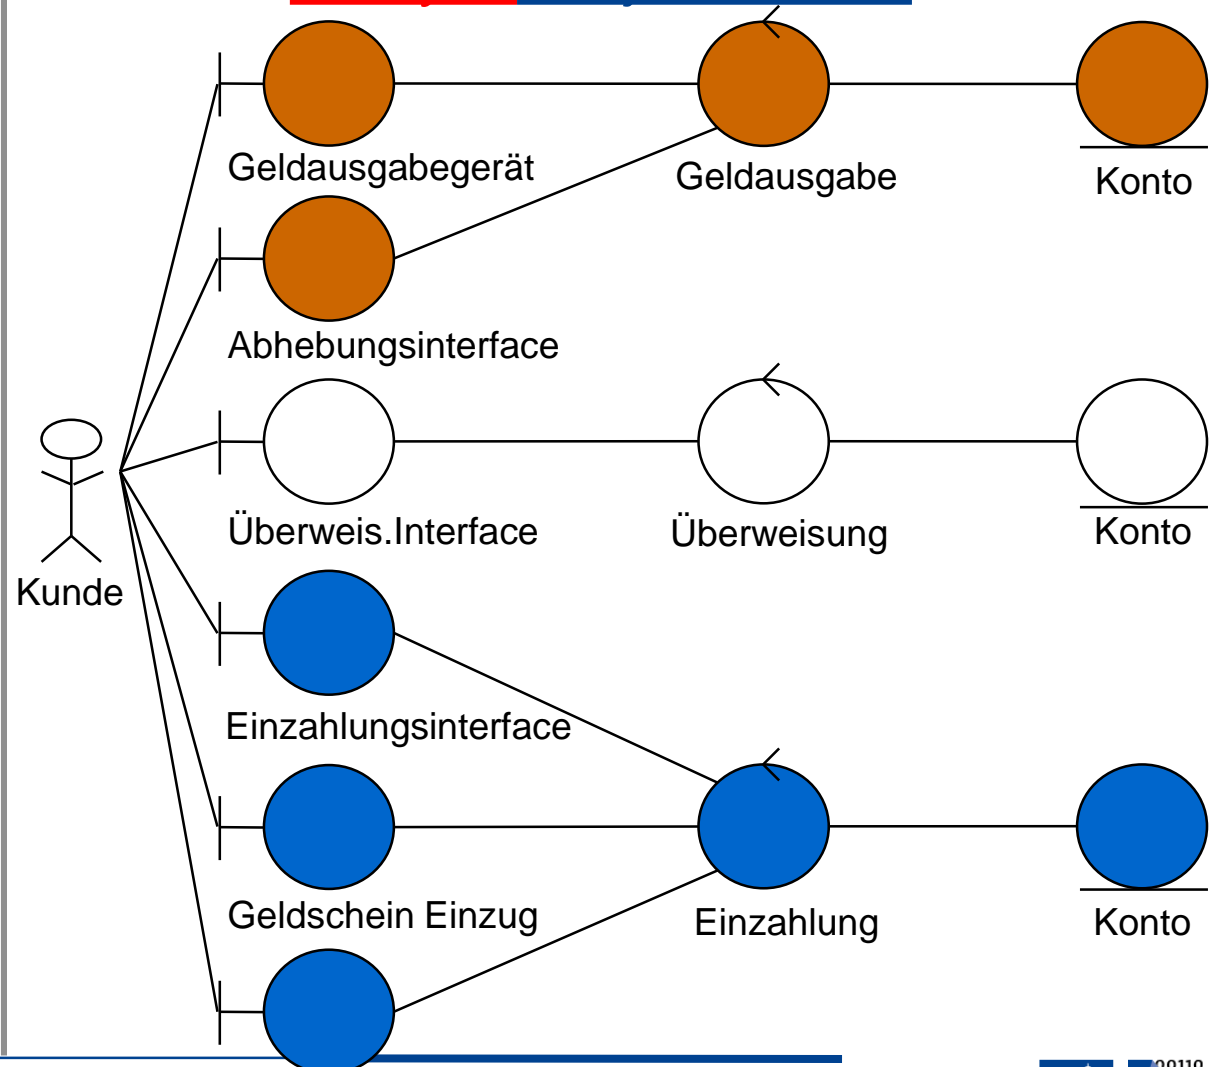 Geldausgabegerät
Geldausgabe
Konto
Abhebungsinterface
Überweis.Interface
Überweisung
Konto
Kunde
Einzahlungsinterface
Geldschein Einzug
Einzahlung
Konto